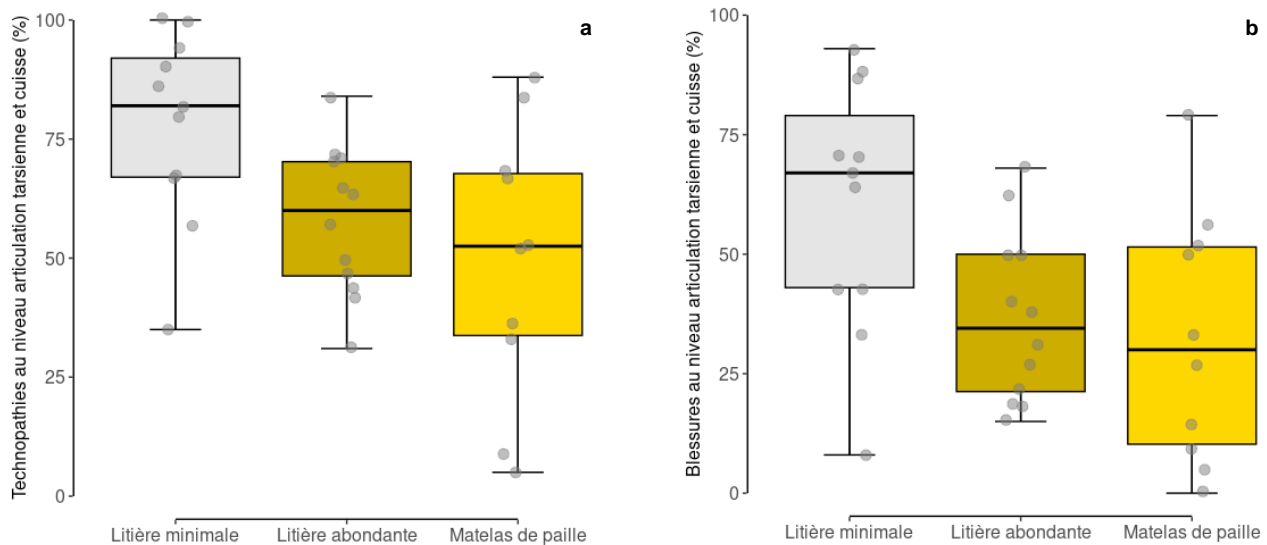 a
Technopathies au niveau articulation tarsienne et cuisse (%)
100
75
50
25
0
Litière minimale
Litière abondante
Matelas de paille
b
Blessures au niveau articulation tarsienne et cuisse (%)
100
75
50
25
0
Litière minimale
Litière abondante
Matelas de paille